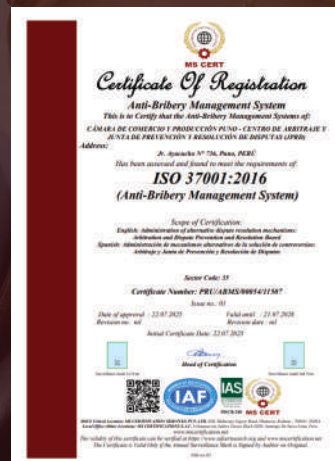 MS CERT
Certificate Of Registration
Anti-Bribery Management System
This is to Certify that the Anti-Bribery Management Systems of:
CÁMARA DE COMERCIO Y PRODUCCIÓN PUNO - CENTRO DE ARBITRAJE Y
JUNTA DE PREVENCIÓN Y RESOLUCIÓN DE DISPUTAS (JPRD)
Address:
Jr. Ayacucho N° 736, Puno, PERÚ
Has been assessed and found to meet the requirements of:
ISO 37001:2016
(Anti-Bribery Management System)
Scope of Certification:
English: Administration of alternative dispute resolution mechanisms:
Arbitration and Dispute Prevention and Resolution Board
Spanish: Administración de mecanismos alternativos de la solución de controversias:
Arbitraje y Junta de Prevención y Resolución de Disputas
Sector Code: 35
Certificate Number: PRU/ABMS/00054/11587
Issue no.: 01
Date of approval : 22.07.2025 Valid until : 21.07.2028
Revision no: nil Revision date : nil
Initial Certificate Date: 22.07.2025
Head of Certification
IAF
IAS
MS CERT